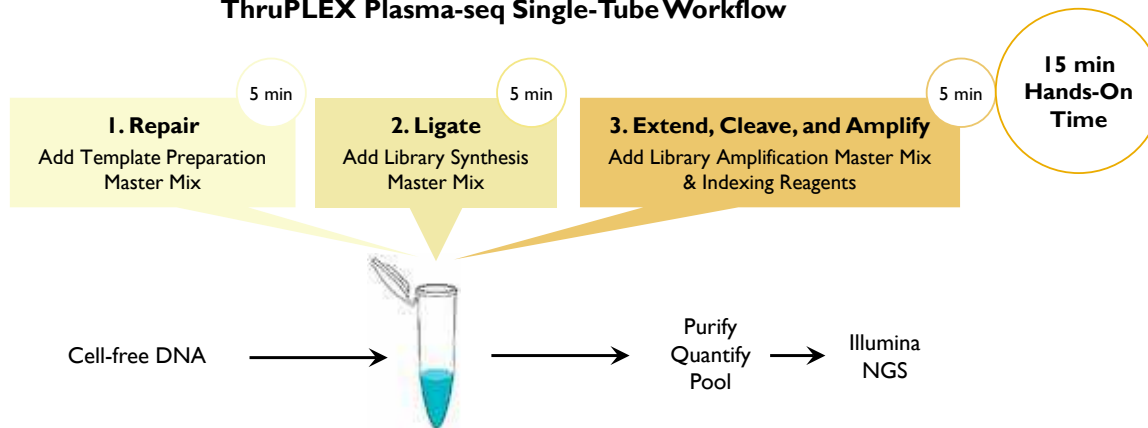 ThruPLEX Plasma-seq Single-Tube Workflow
5 min
1. Repair
Add Template Preparation
Master Mix
5 min
2. Ligate
Add Library Synthesis
Master Mix
5 min
3. Extend, Cleave, and Amplify
Add Library Amplification Master Mix
& Indexing Reagents
15 min
Hands-On
Time
Cell-free DNA
Purify
Quantify
Pool
Illumina
NGS